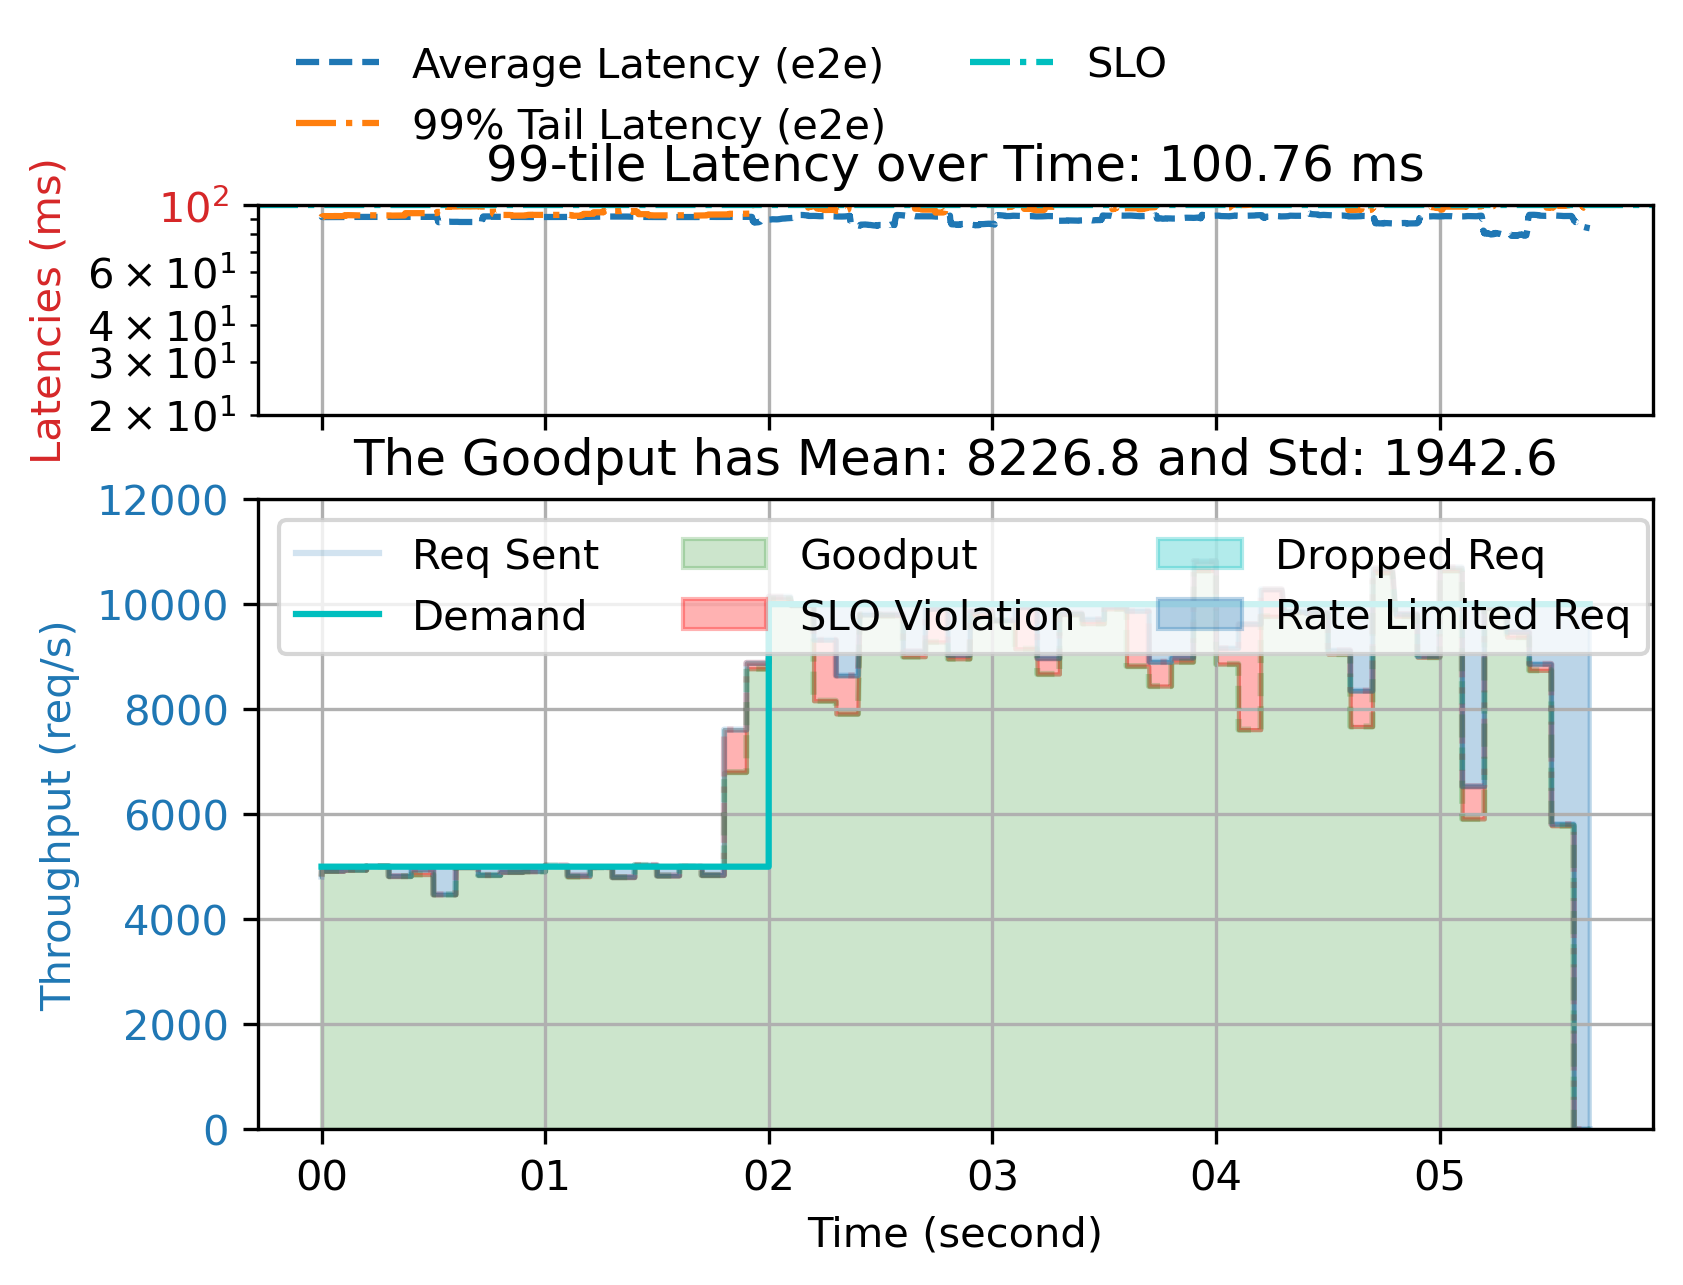 Average Latency (e2e) SLO
99% Tail Latency (e2e)
99-tile Latency over Time: 100.76 ms
Latencies (ms)
10²
6 × 10¹
4 × 10¹
3 × 10¹
2 × 10¹
The Goodput has Mean: 8226.8 and Std: 1942.6
Throughput (req/s)
12000
10000
8000
6000
4000
2000
0
Req Sent Goodput Dropped Req
Demand SLO Violation Rate Limited Req
00 01 02 03 04 05
Time (second)